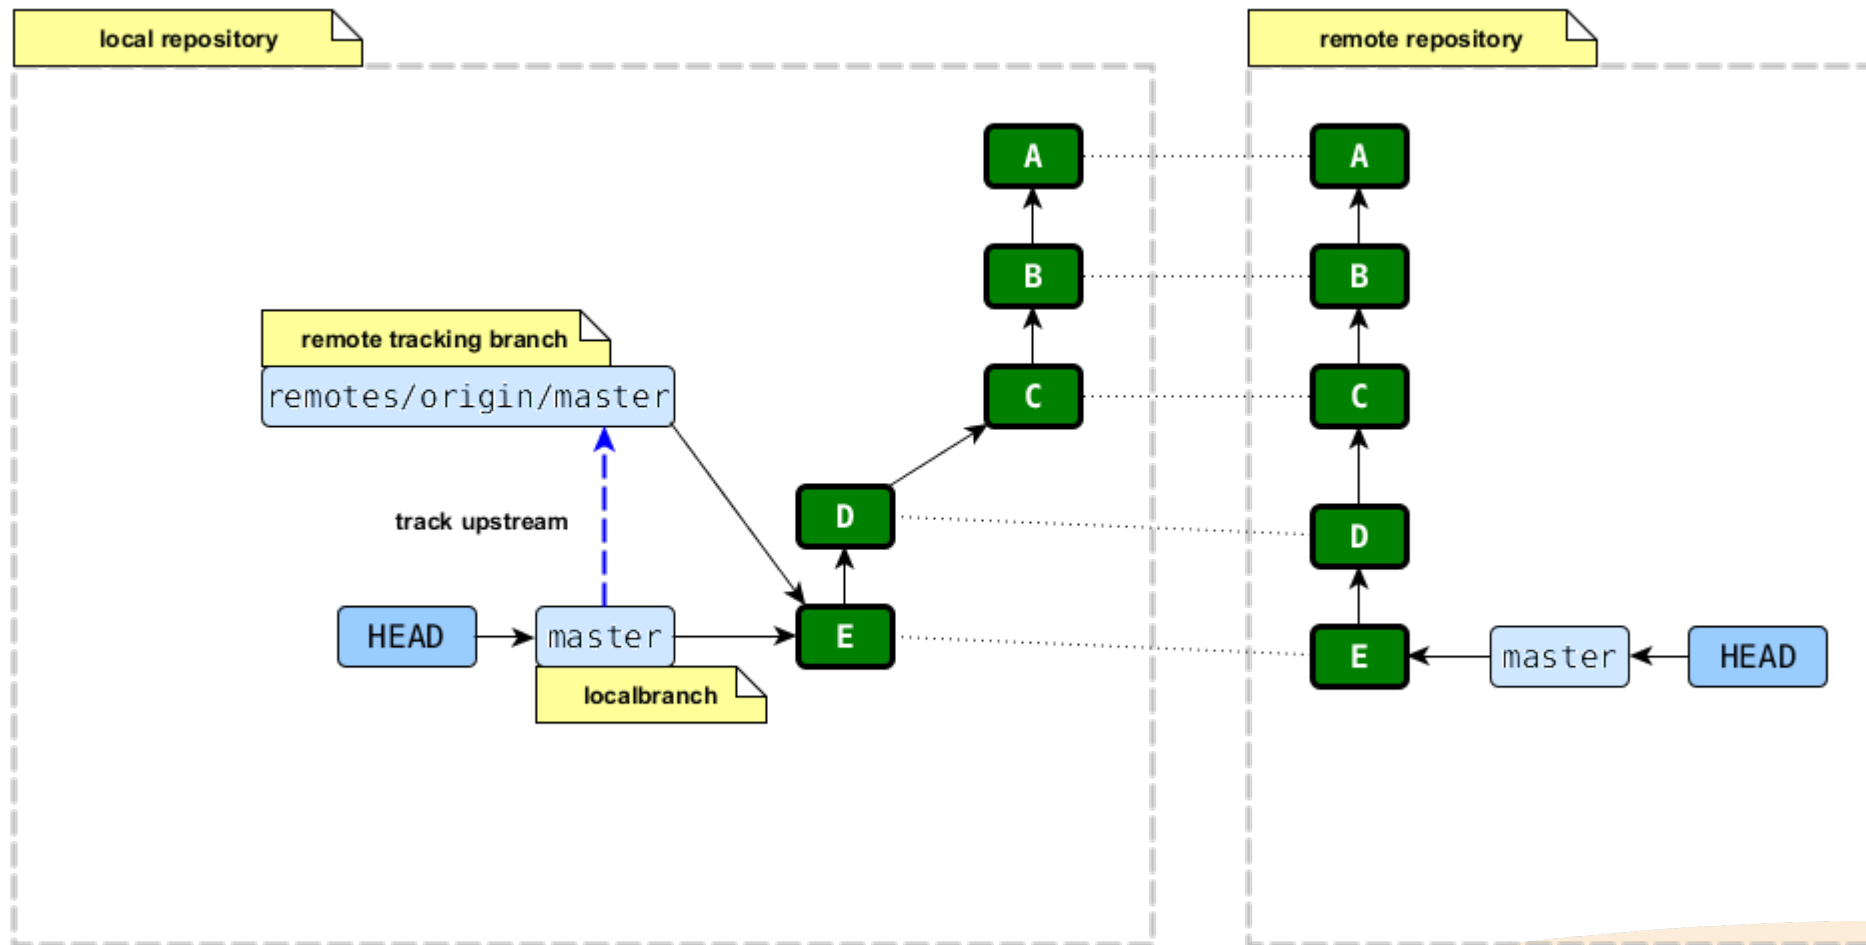 local repository
remote repository
A
A
B
B
remote tracking branch
remotes/origin/master
C
C
track upstream
D
D
HEAD
master
E
E
master
HEAD
localbranch